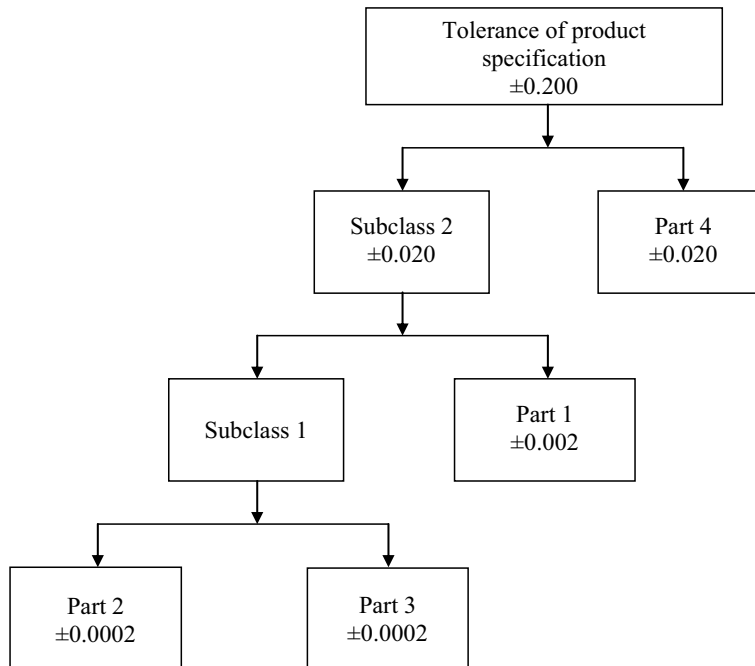 Tolerance of product
specification
±0.200
Subclass 2
±0.020
Part 4
±0.020
Subclass 1
Part 1
±0.002
Part 2
±0.0002
Part 3
±0.0002